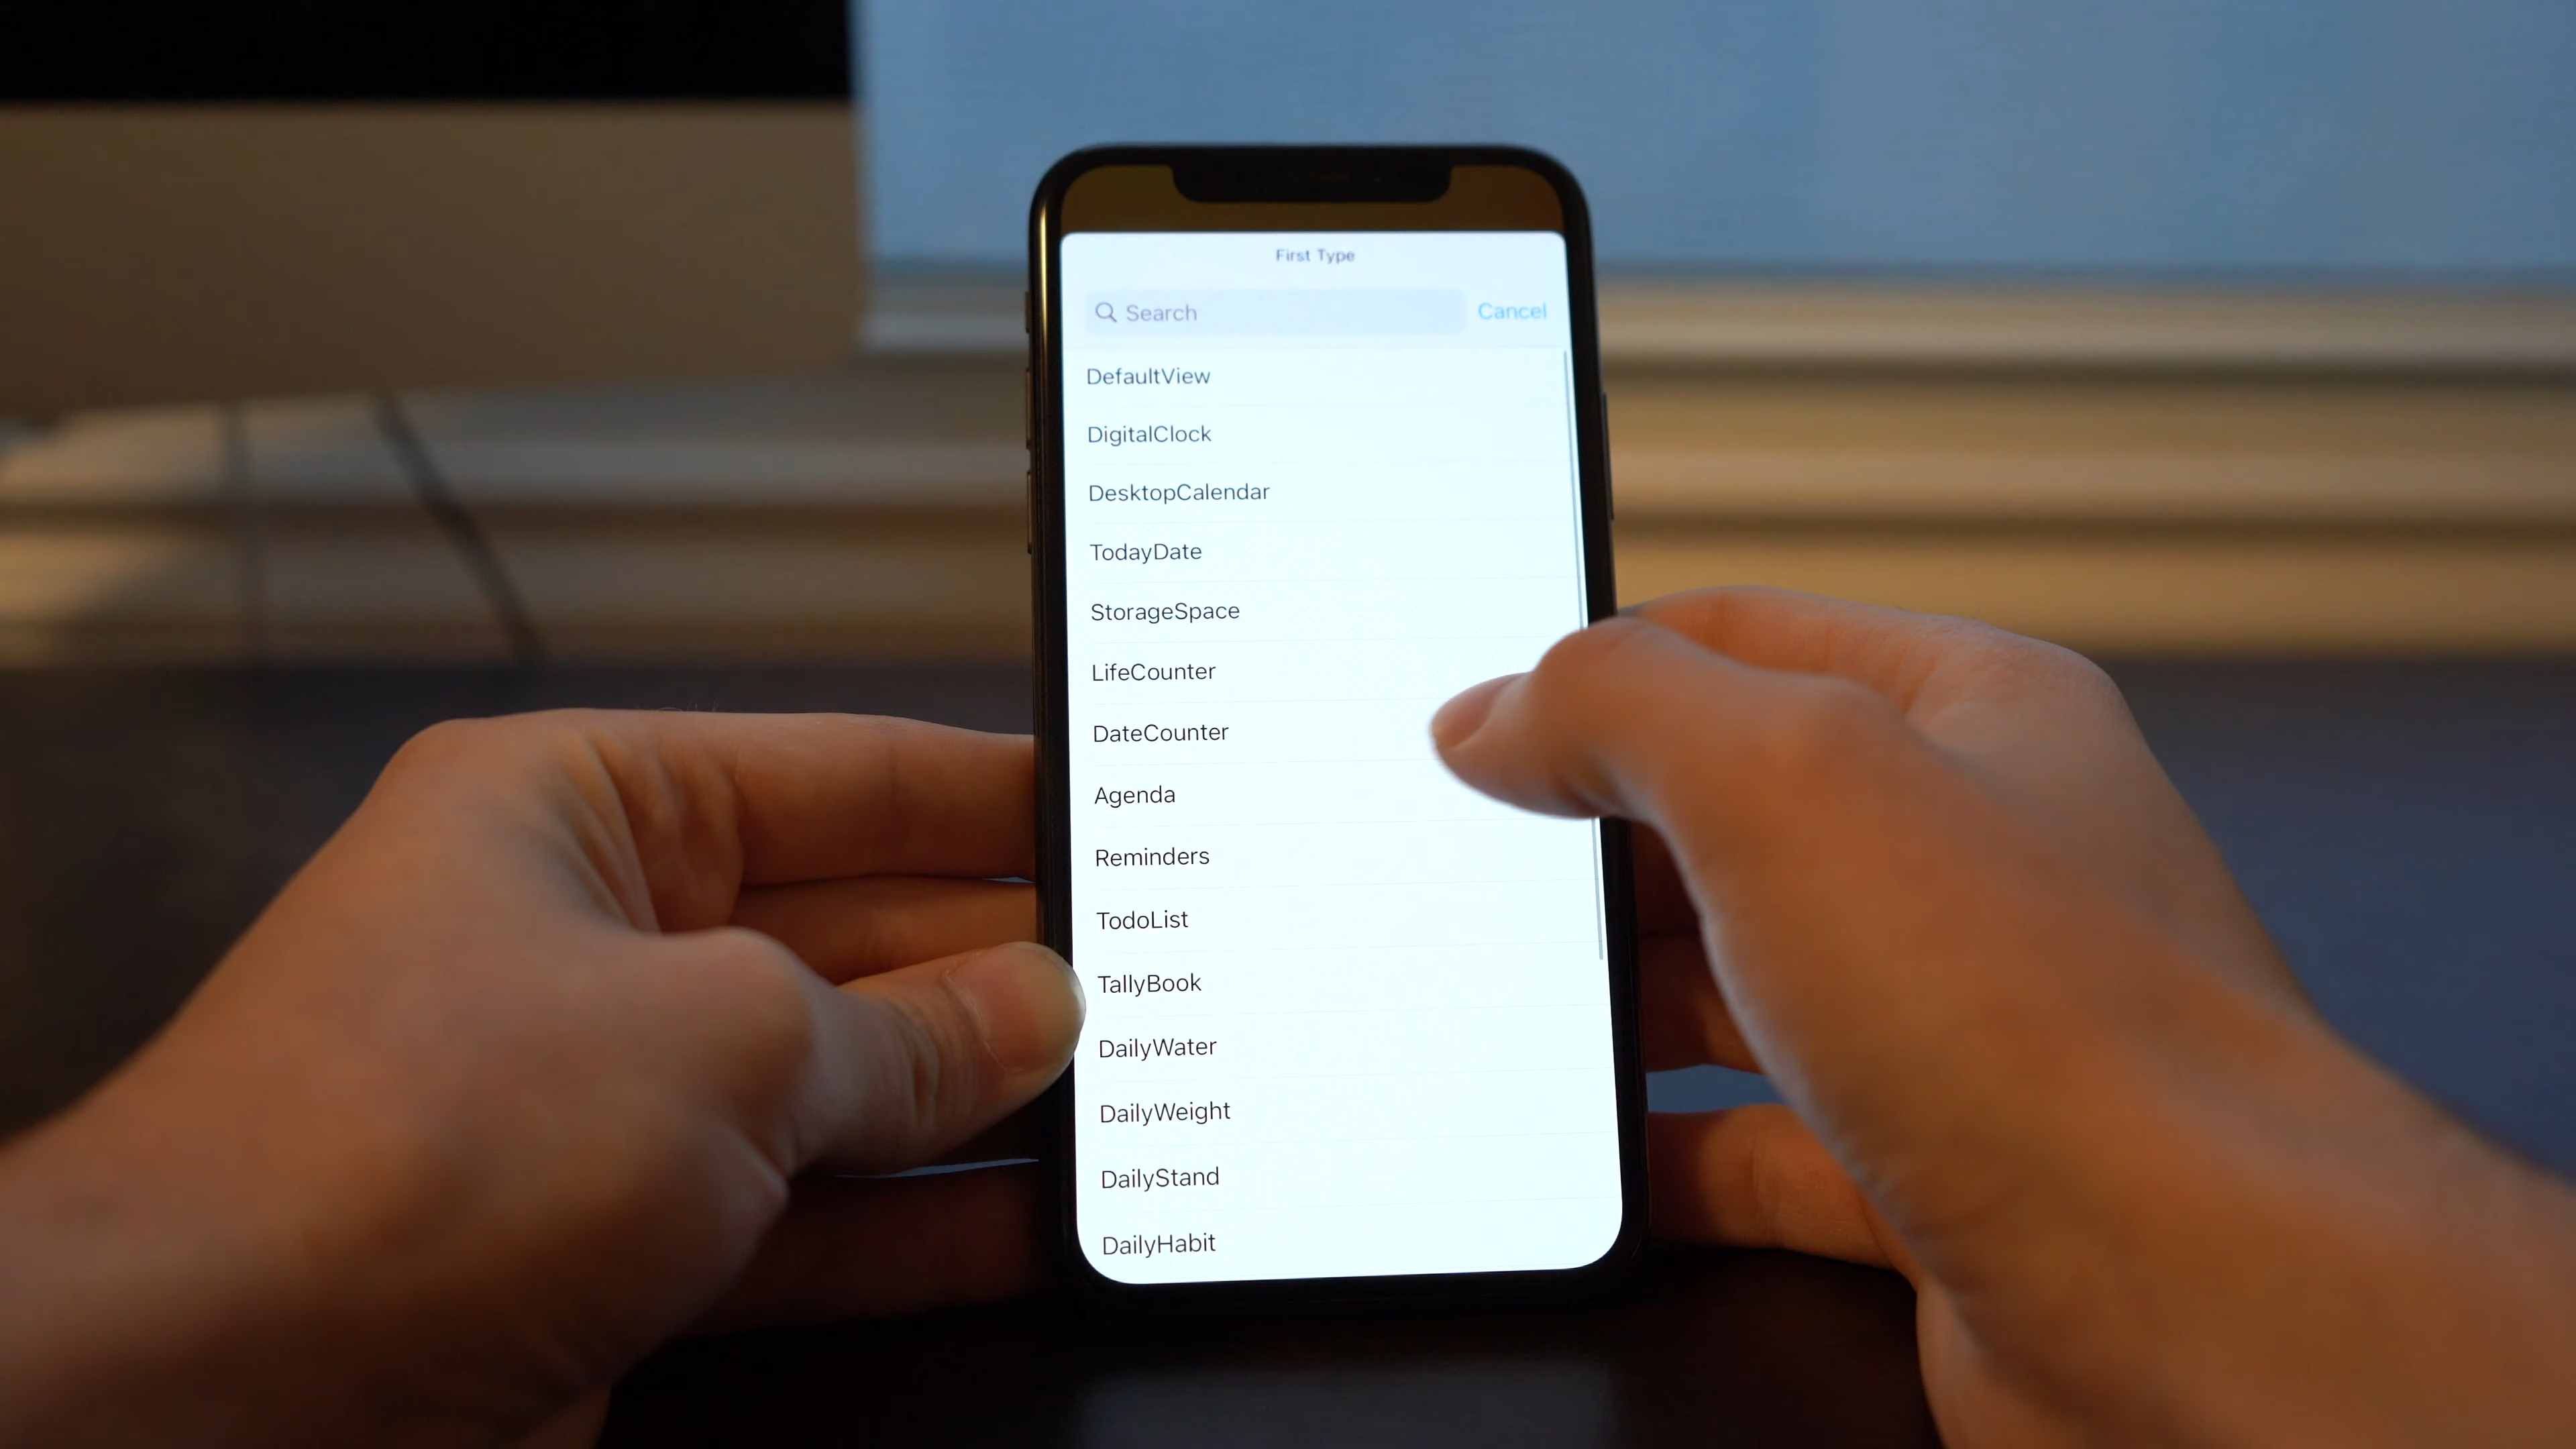 First Type
Search
Cancel
DefaultView
DigitalClock
DesktopCalendar
TodayDate
StorageSpace
LifeCounter
DateCounter
Agenda
Reminders
TodoList
TallyBook
DailyWater
DailyWeight
DailyStand
DailyHabit